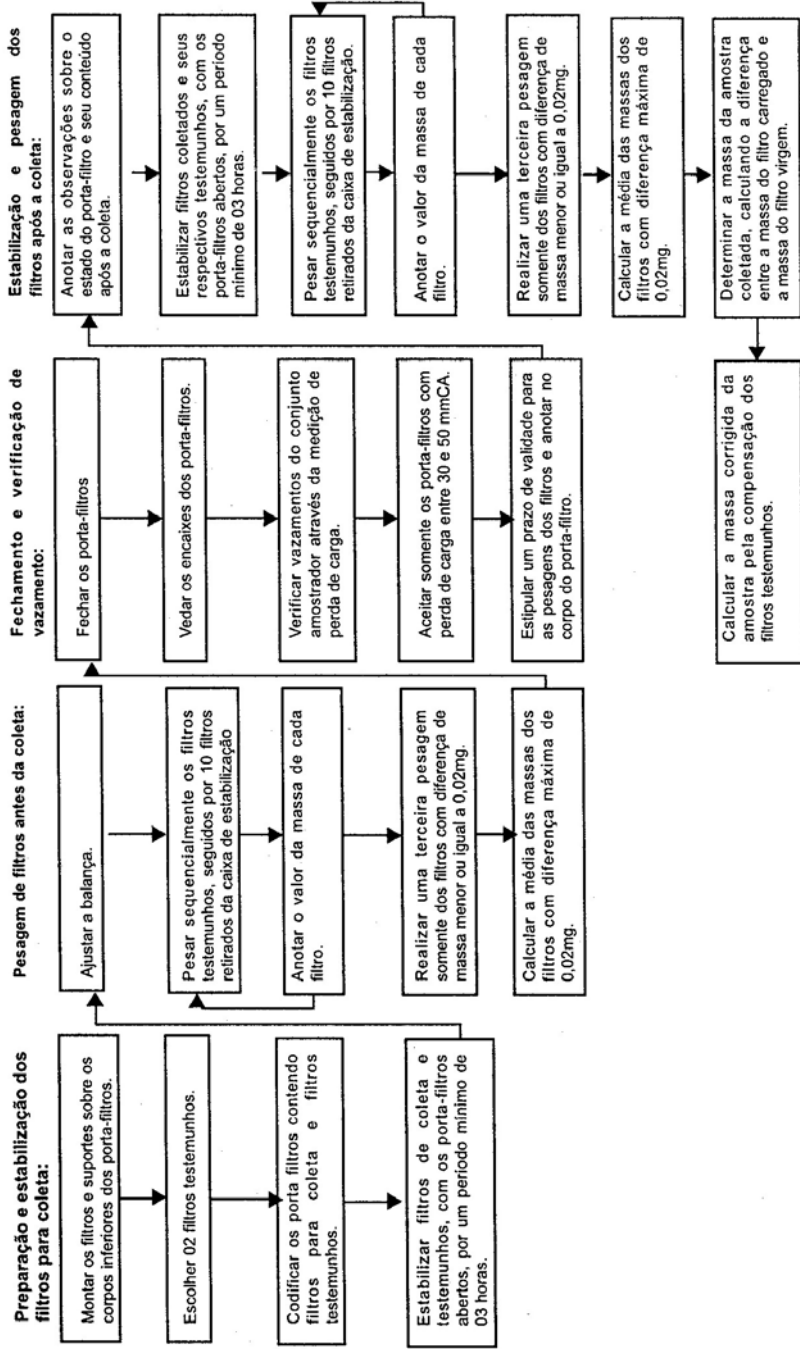 Preparação e estabilização dos
filtros para coleta:
Montar os filtros e suportes sobre os
corpos inferiores dos porta-filtros.
Escolher 02 filtros testemunhos.
Codificar os porta filtros contendo
filtros para coleta e filtros
testemunhos.
Estabilizar filtros de coleta e
testemunhos, com os porta-filtros
abertos, por um período mínimo de
03 horas.
Pesagem de filtros antes da coleta:
Ajustar a balança.
Pesar sequencialmente os filtros
testemunhos, seguidos por 10 filtros
retirados da caixa de estabilização
Anotar o valor da massa de cada
filtro.
Realizar uma terceira pesagem
somente dos filtros com diferença de
massa menor ou igual a 0,02mg.
Calcular a média das massas dos
filtros com diferença máxima de
0,02mg.
Fechamento e verificação de
vazamento:
Fechar os porta-filtros
Vedar os encaixes dos porta-filtros.
Verificar vazamentos do conjunto
amostrador através da medição de
perda de carga.
Aceitar somente os porta-filtros com
perda de carga entre 30 e 50 mmCA.
Estipular um prazo de validade para
as pesagens dos filtros e anotar no
corpo do porta-filtro.
Estabilização e pesagem dos
filtros após a coleta:
Anotar as observações sobre o
estado do porta-filtro e seu conteúdo
após a coleta.
Estabilizar filtros coletados e seus
respectivos testemunhos, com os
porta-filtros abertos, por um período
mínimo de 03 horas.
Pesar sequencialmente os filtros
testemunhos, seguidos por 10 filtros
retirados da caixa de estabilização.
Anotar o valor da massa de cada
filtro.
Realizar uma terceira pesagem
somente dos filtros com diferença de
massa menor ou igual a 0,02mg.
Calcular a média das massas dos
filtros com diferença máxima de
0,02mg.
Determinar a massa da amostra
coletada, calculando a diferença
entre a massa do filtro carregado e
a massa do filtro virgem.
Calcular a massa corrigida da
amostra pela compensação dos
filtros testemunhos.